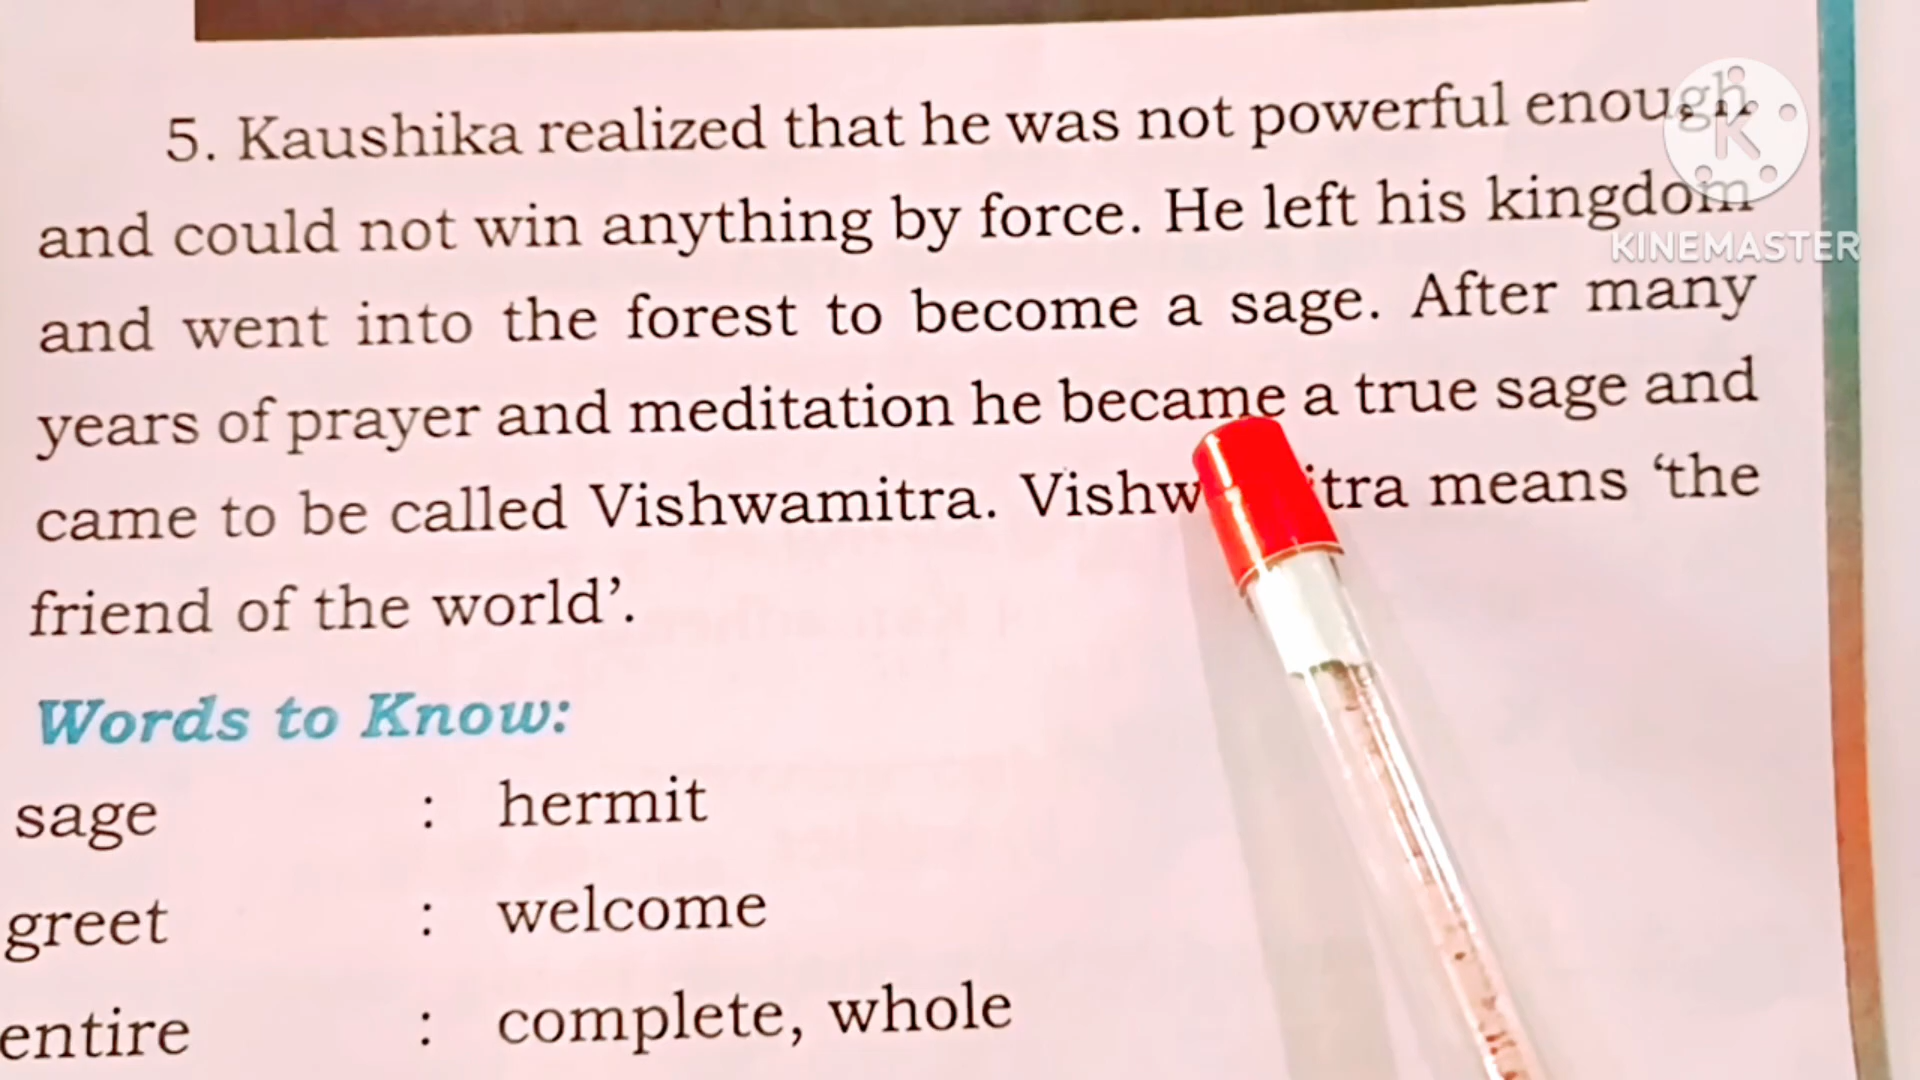 5. Kaushika realized that he was not powerful enough
and could not win anything by force. He left his kingdom
and went into the forest to become a sage. After many
years of prayer and meditation he became a true sage and
came to be called Vishwamitra. Vishw itra means ‘the
friend of the world’.
Words to Know:
sage : hermit
greet : welcome
entire : complete, whole
K
KINEMASTER